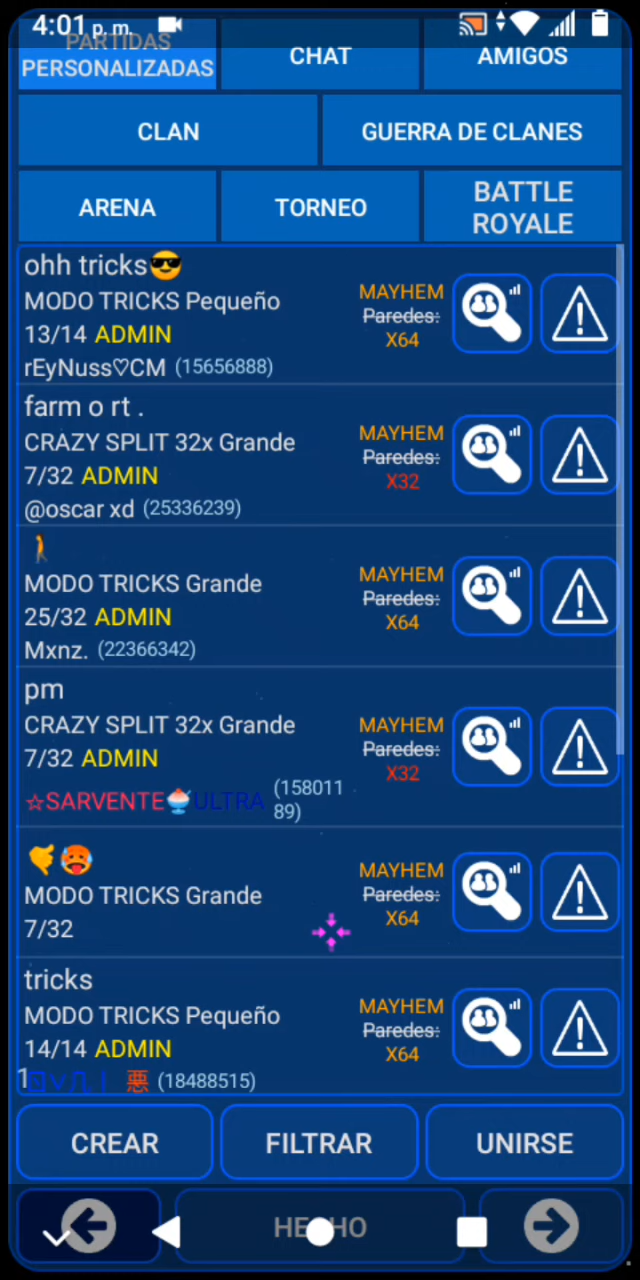 4:01 p. m.
PARTIDAS
PERSONALIZADAS
CHAT
AMIGOS
CLAN
GUERRA DE CLANES
ARENA
TORNEO
BATTLE
ROYALE
ohh tricks😎
MODO TRICKS Pequeño
13/14 ADMIN
rEyNuss♡CM (15656888)
MAYHEM
Paredes:
X64
farm o rt .
CRAZY SPLIT 32x Grande
7/32 ADMIN
@oscar xd (25336239)
MAYHEM
Paredes:
X32
🚶
MODO TRICKS Grande
25/32 ADMIN
Mxnz. (22366342)
MAYHEM
Paredes:
X64
pm
CRAZY SPLIT 32x Grande
7/32 ADMIN
☆SARVENTE🍧ULTRA (158011
89)
MAYHEM
Paredes:
X32
🤙🥵
MODO TRICKS Grande
7/32
MAYHEM
Paredes:
X64
tricks
MODO TRICKS Pequeño
14/14 ADMIN
悪 (18488515)
MAYHEM
Paredes:
X64
1
CREAR
FILTRAR
UNIRSE
HECHO